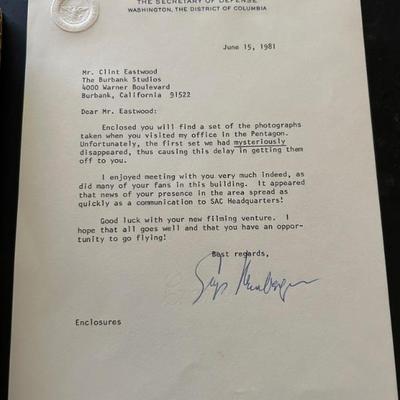 THE SECRETARY OF DEFENSE
WASHINGTON, THE DISTRICT OF COLUMBIA
June 15, 1981
Mr. Clint Eastwood
The Burbank Studios
4000 Warner Boulevard
Burbank, California 91522
Dear Mr. Eastwood:
Enclosed you will find a set of the photographs
taken when you visited my office in the Pentagon.
Unfortunately, the first set we had mysteriously
disappeared, thus causing this delay in getting them
off to you.
I enjoyed meeting with you very much indeed, as
did many of your fans in this building. It appeared
that news of your presence in the area spread as
quickly as a communication to SAC Headquarters!
Good luck with your new filming venture. I
hope that all goes well and that you have an oppor-
tunity to go flying!
Best regards,
Enclosures